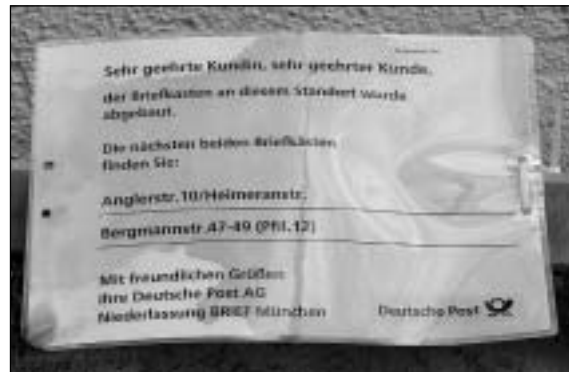 Sehr geehrte Kundin, sehr geehrter Kunde,
der Briefkasten an diesem Standort wurde
abgebaut.
Die nächsten beiden Briefkästen
finden Sie:
Anglerstr.10/Heimeranstr.
Bergmannstr.47-49 (Pfil.12)
Mit freundlichen Grüßen
Ihre Deutsche Post AG
Niederlassung BRIEF München
Deutsche Post